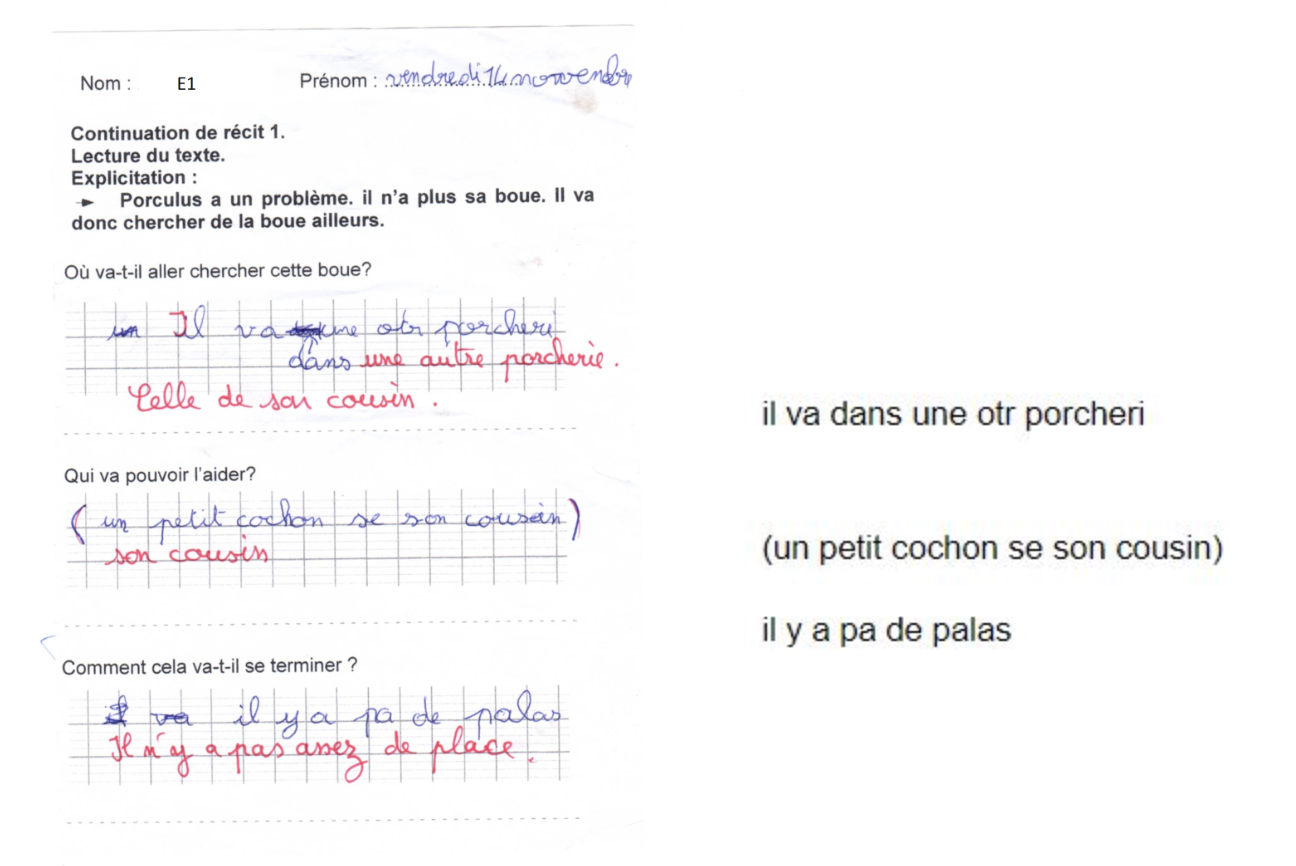 Nom : E1 Prénom : vendredi 14 novembre
Continuation de récit 1.
Lecture du texte.
Explicitation :
Porculus a un problème. il n'a plus sa boue. Il va
donc chercher de la boue ailleurs.
Où va-t-il aller chercher cette boue?
un Il va une otr porcheri
dans une autre porcherie.
Celle de son cousin.
Qui va pouvoir l'aider?
(un petit cochon se son cousin)
son cousin
Comment cela va-t-il se terminer ?
va il y a pa de palas
Il n'y a pas assez de place.
il va dans une otr porcheri
(un petit cochon se son cousin)
il y a pa de palas